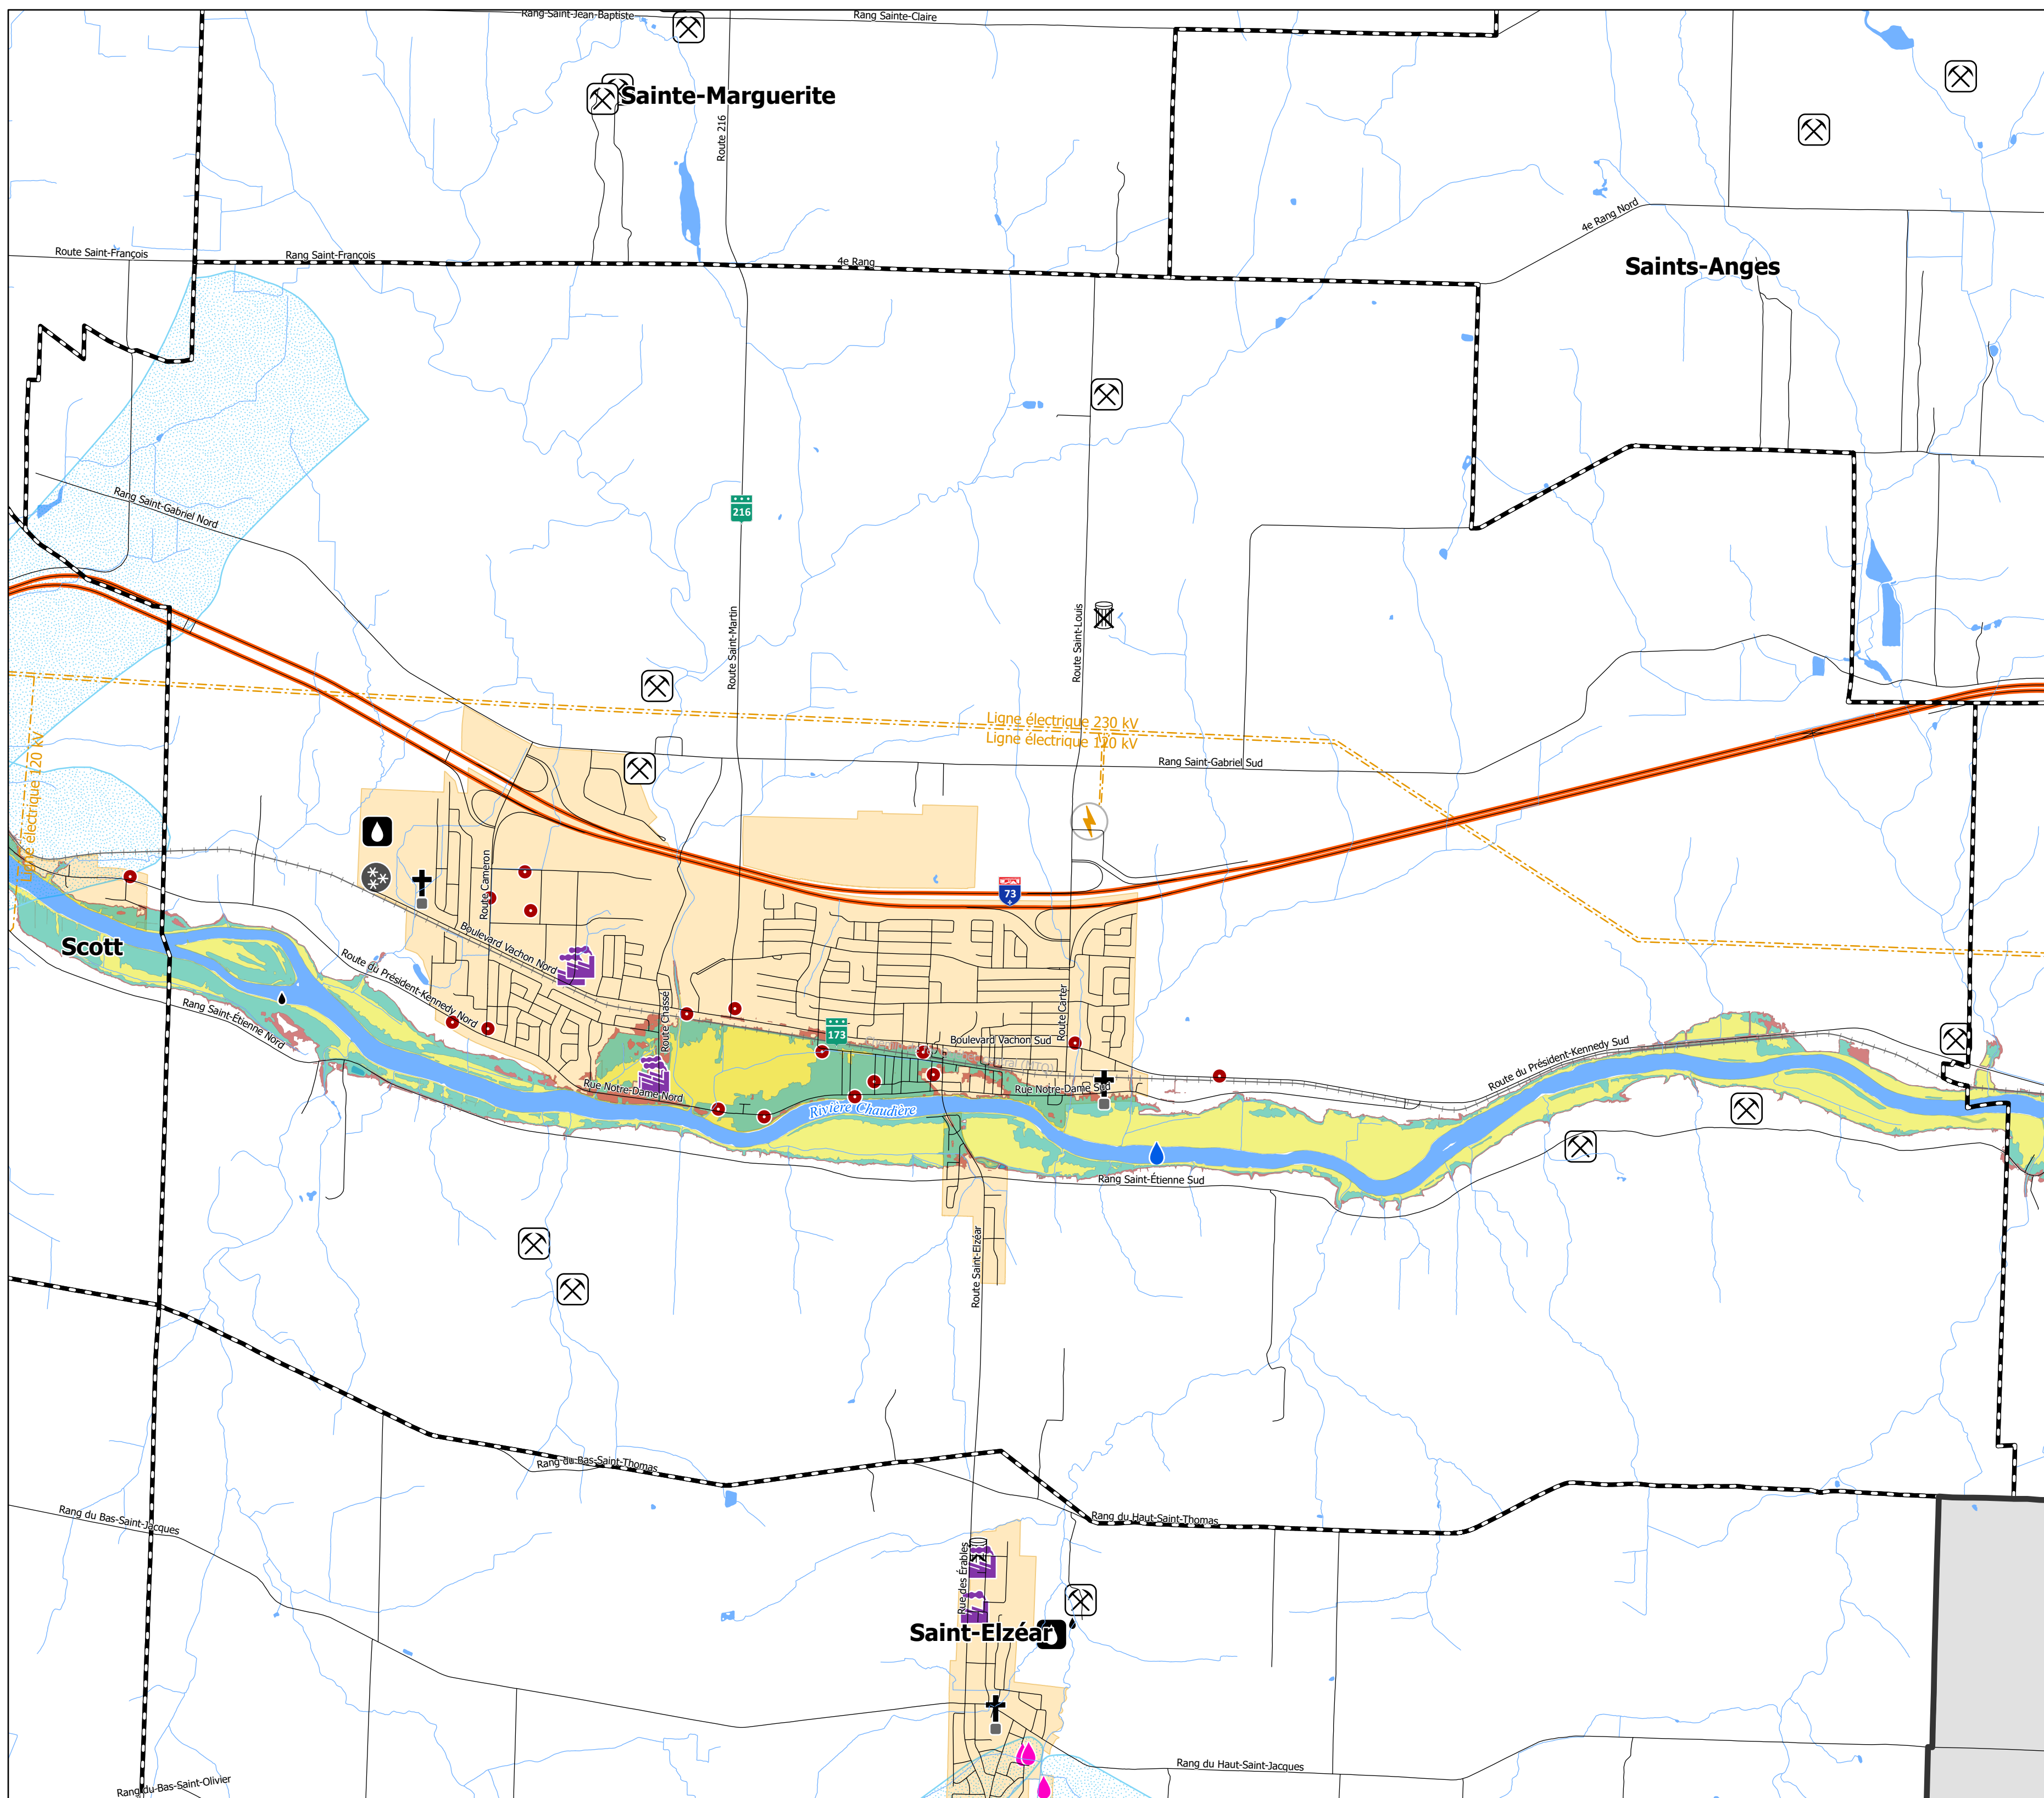 Rang Saint-Jean-Baptiste
Rang Sainte-Claire
Sainte-Marguerite
Route 216
4e Rang Nord
Route Saint-François
Rang Saint-François
4e Rang
Saints-Anges
Rang Saint-Gabriel Nord
216
Route Saint-Martin
Route Saint-Louis
Ligne électrique 230 kV
Ligne électrique 120 kV
Ligne électrique 120 kV
Rang Saint-Gabriel Sud
Route Cameron
73
Boulevard Vachon Nord
Scott
Route du Président-Kennedy Nord
Rang Saint-Étienne Nord
Route Chassé
Route Carter
173
Boulevard Vachon Sud
(MTQ)
Route du Président-Kennedy Sud
Rue Notre-Dame Nord
Rue Notre-Dame Sud
Rivière Chaudière
Rang Saint-Étienne Sud
Route Saint-Elzéar
Rang du Bas-Saint-Thomas
Rang du Bas-Saint-Jacques
Rang du Haut-Saint-Thomas
Rue des Érables
Saint-Elzéar
Rang du Haut-Saint-Jacques
Rang du Bas-Saint-Olivier